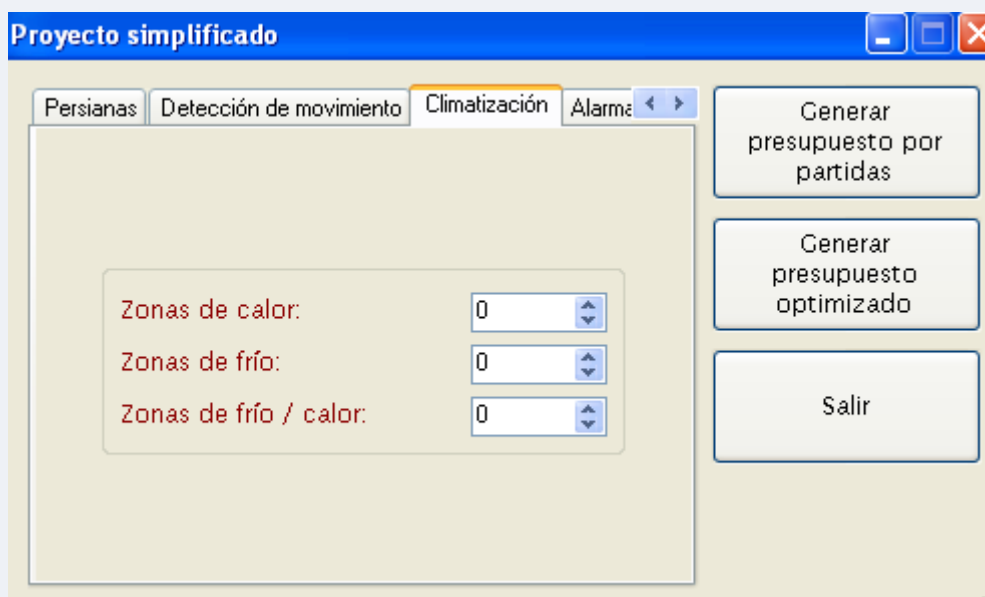 Proyecto simplificado
Persianas Detección de movimiento Climatización Alarma
Generar
presupuesto por
partidas
Generar
presupuesto
optimizado
Salir
Zonas de calor: 0
Zonas de frío: 0
Zonas de frío / calor: 0